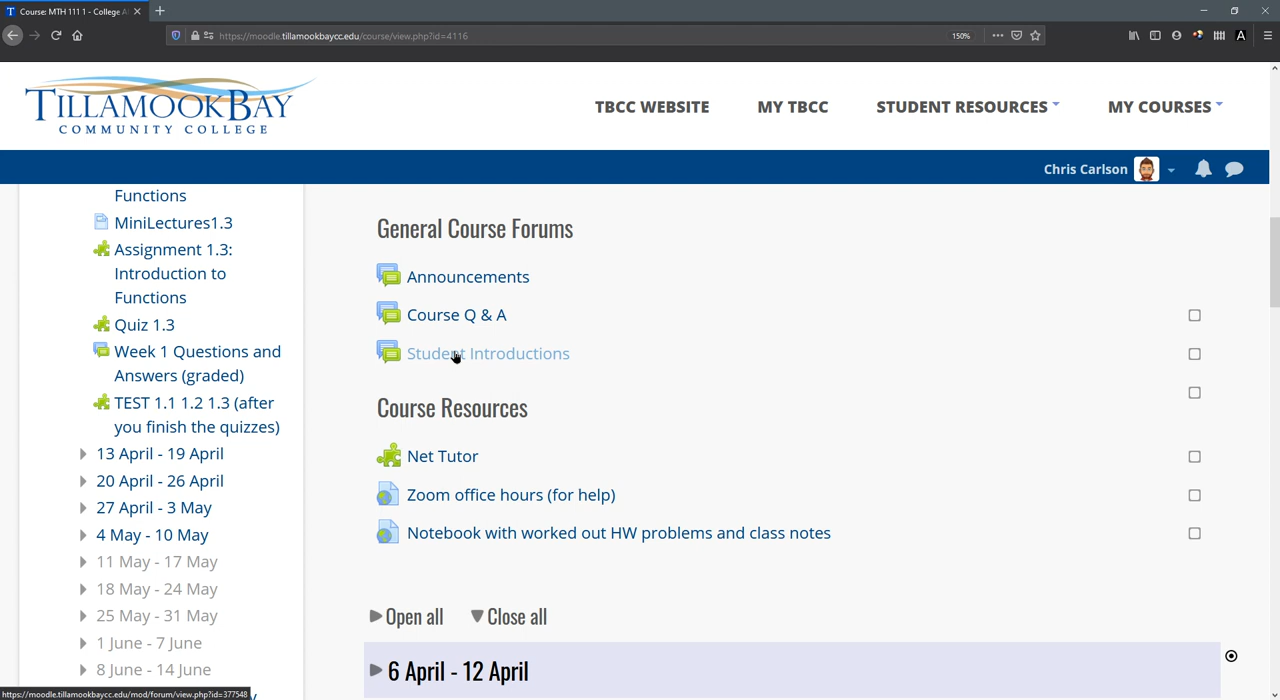 Course: MTH 111 1 - College Al
https://moodle.tillamookbaycc.edu/course/view.php?id=4116
150%
TILLAMOOK BAY
COMMUNITY COLLEGE
TBCC WEBSITE
MY TBCC
STUDENT RESOURCES
MY COURSES
Chris Carlson
Functions
MiniLectures1.3
Assignment 1.3:
Introduction to
Functions
Quiz 1.3
Week 1 Questions and
Answers (graded)
TEST 1.1 1.2 1.3 (after
you finish the quizzes)
13 April - 19 April
20 April - 26 April
27 April - 3 May
4 May - 10 May
11 May - 17 May
18 May - 24 May
25 May - 31 May
1 June - 7 June
8 June - 14 June
General Course Forums
Announcements
Course Q & A
Student Introductions
Course Resources
Net Tutor
Zoom office hours (for help)
Notebook with worked out HW problems and class notes
Open all
Close all
6 April - 12 April
https://moodle.tillamookbaycc.edu/mod/forum/view.php?id=377548